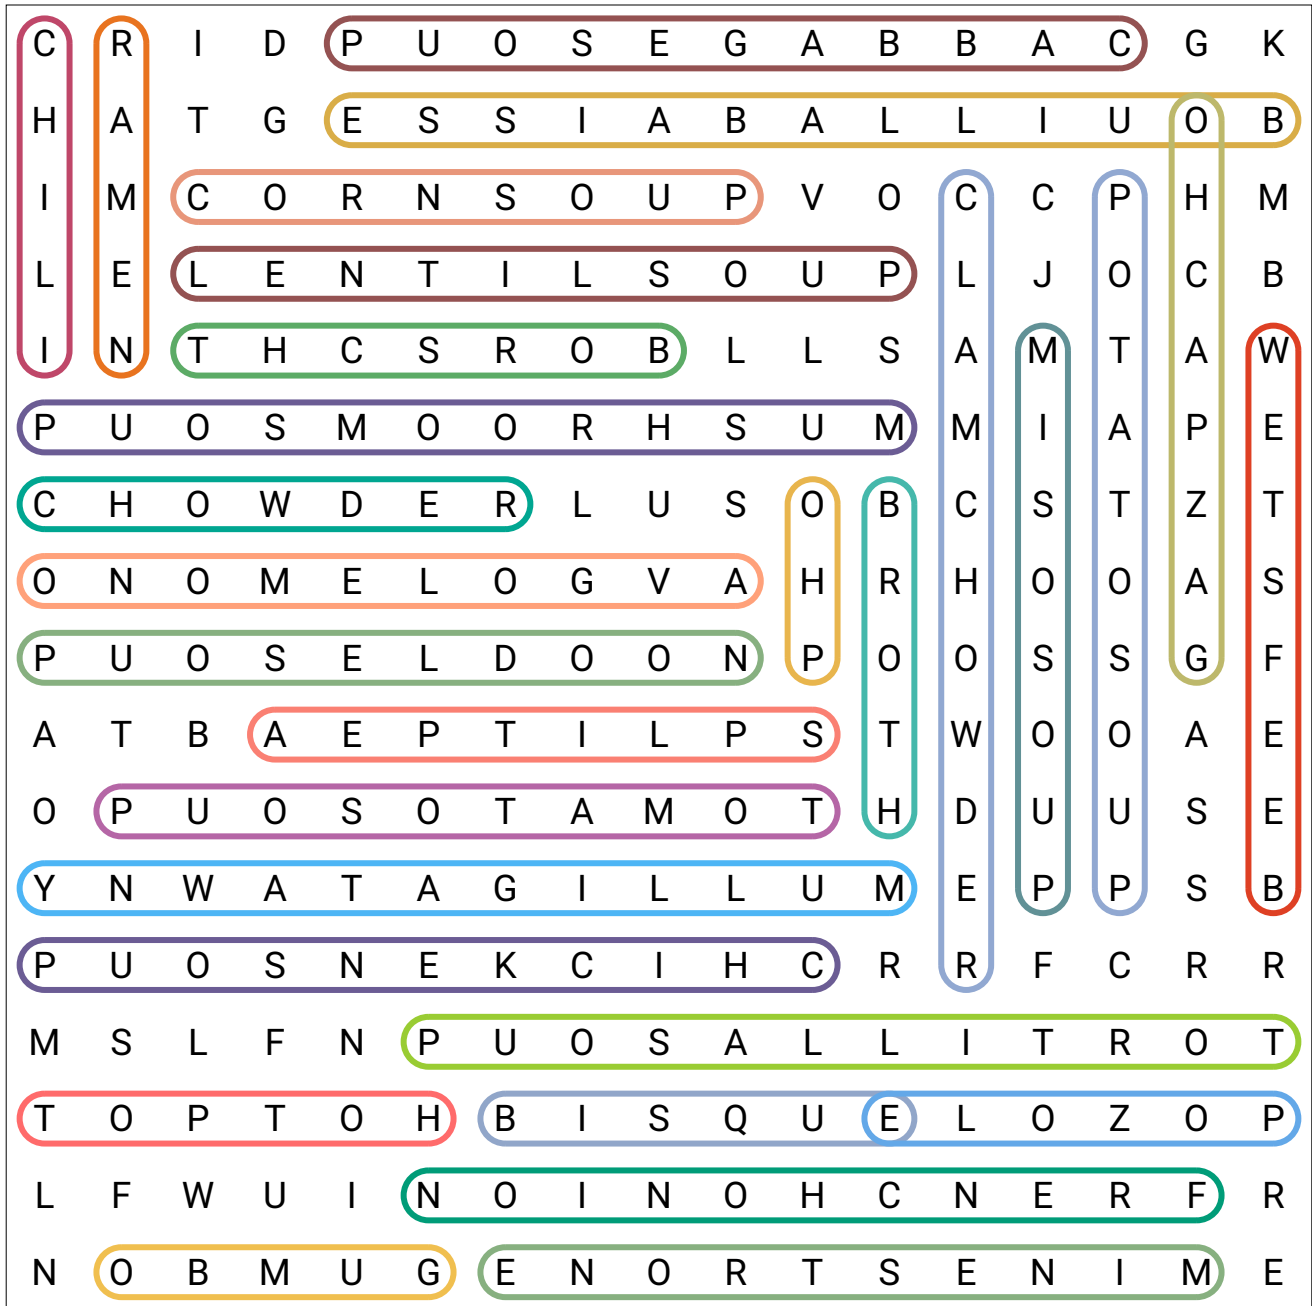 C R I D P U O S E G A B B A C G K
H A T G E S S I A B A L L I U O B
I M C O R N S O U P V O C C P H M
L E L E N T I L S O U P L J O C B
I N T H C S R O B L L S A M T A W
P U O S M O O R H S U M M I A P E
C H O W D E R L U S O B C S T Z T
O N O M E L O G V A H R H O O A S
P U O S E L D O O N P O O S S G F
A T B A E P T I L P S T W O O A E
O P U O S O T A M O T H D U U S E
Y N W A T A G I L L U M E P P S B
P U O S N E K C I H C R R F C R R
M S L F N P U O S A L L I T R O T
T O P T O H B I S Q U E L O Z O P
L F W U I N O I N O H C N E R F R
N O B M U G E N O R T S E N I M E